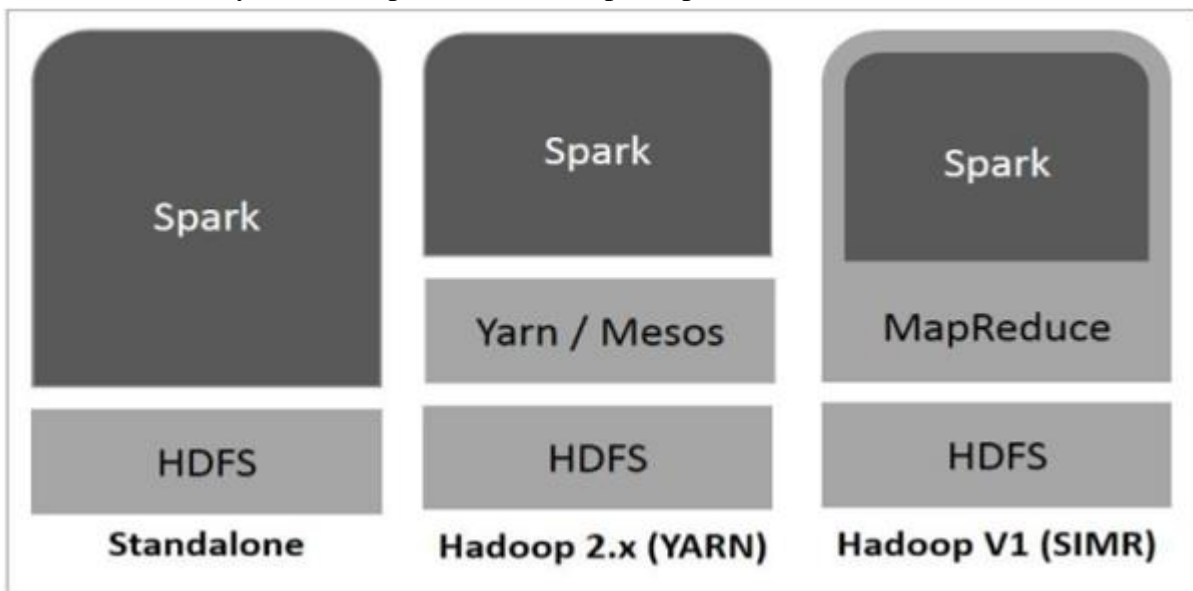 Spark
HDFS
Standalone
Spark
Yarn / Mesos
HDFS
Hadoop 2.x (YARN)
Spark
MapReduce
HDFS
Hadoop V1 (SIMR)